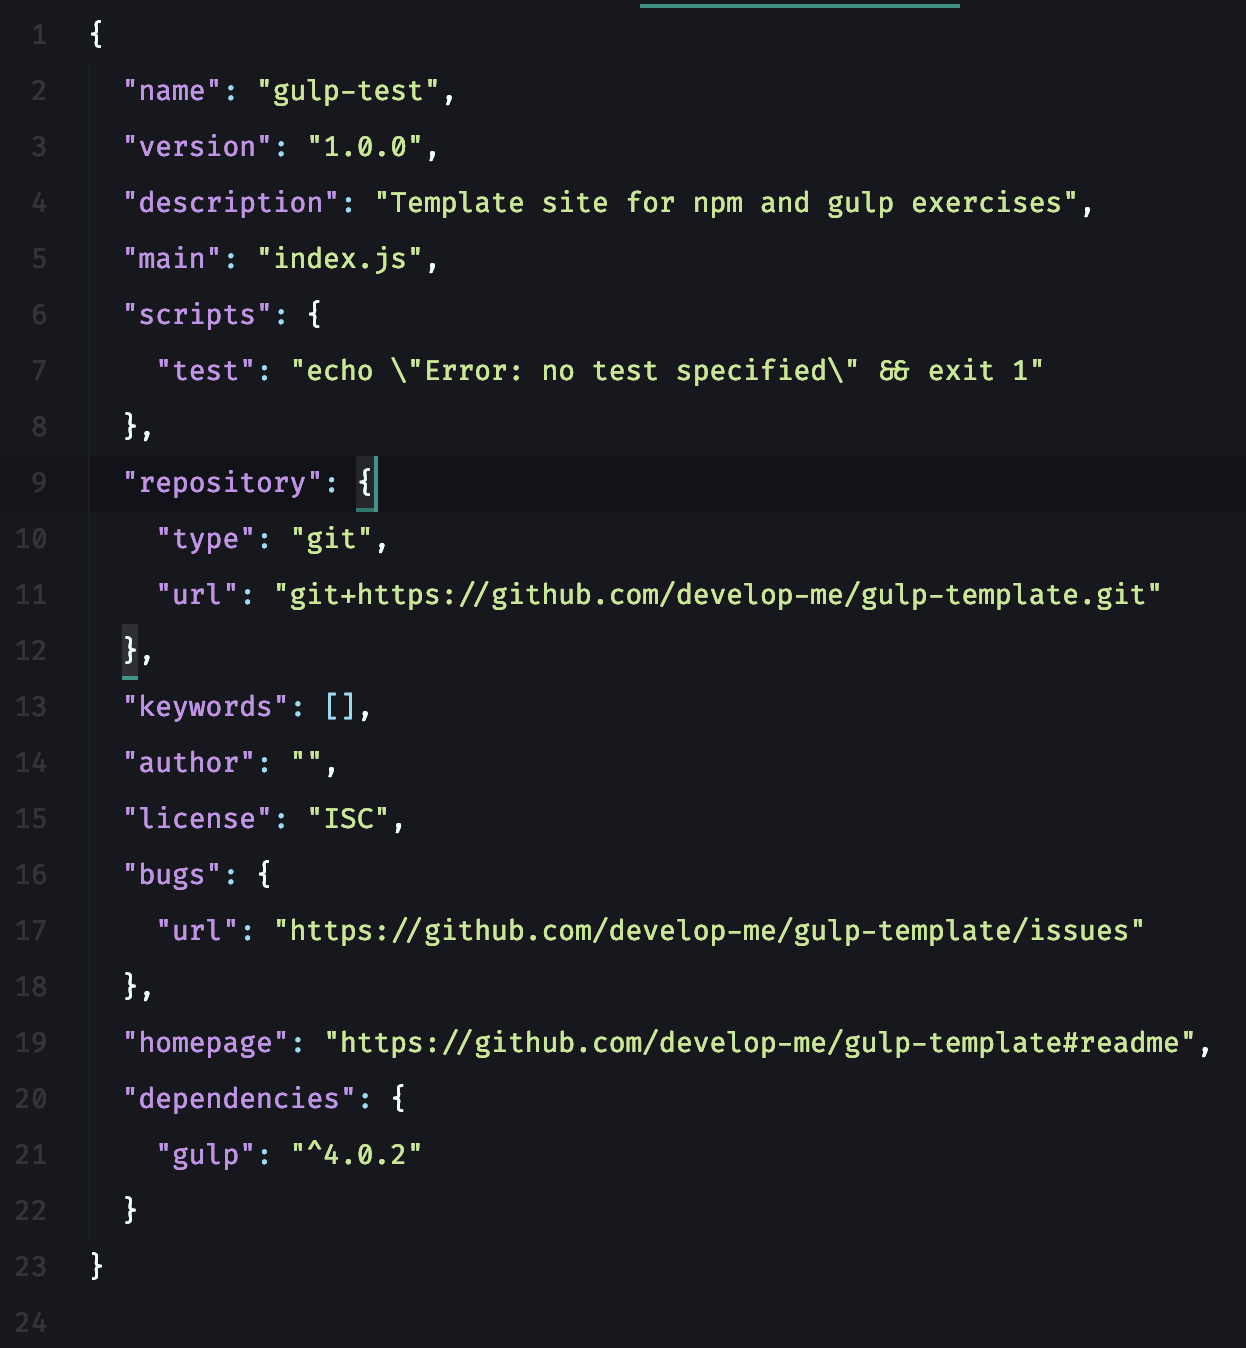 1 {
2   "name": "gulp-test",
3   "version": "1.0.0",
4   "description": "Template site for npm and gulp exercises",
5   "main": "index.js",
6   "scripts": {
7     "test": "echo \"Error: no test specified\" && exit 1"
8   },
9   "repository": {
10     "type": "git",
11     "url": "git+https://github.com/develop-me/gulp-template.git"
12   },
13   "keywords": [],
14   "author": "",
15   "license": "ISC",
16   "bugs": {
17     "url": "https://github.com/develop-me/gulp-template/issues"
18   },
19   "homepage": "https://github.com/develop-me/gulp-template#readme",
20   "dependencies": {
21     "gulp": "^4.0.2"
22   }
23 }
24